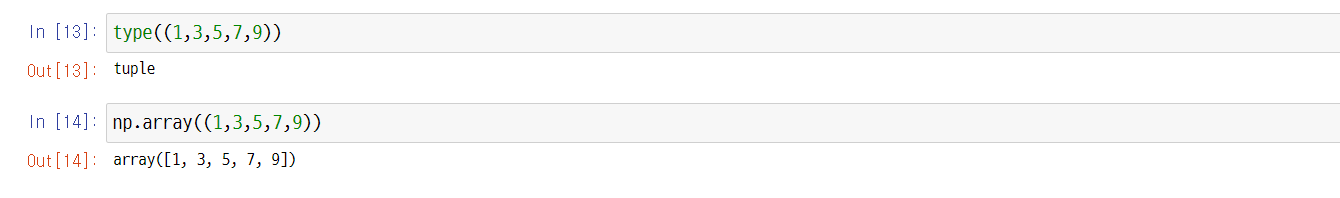 In [13]: type((1,3,5,7,9))
Out[13]: tuple
In [14]: np.array((1,3,5,7,9))
Out[14]: array([1, 3, 5, 7, 9])